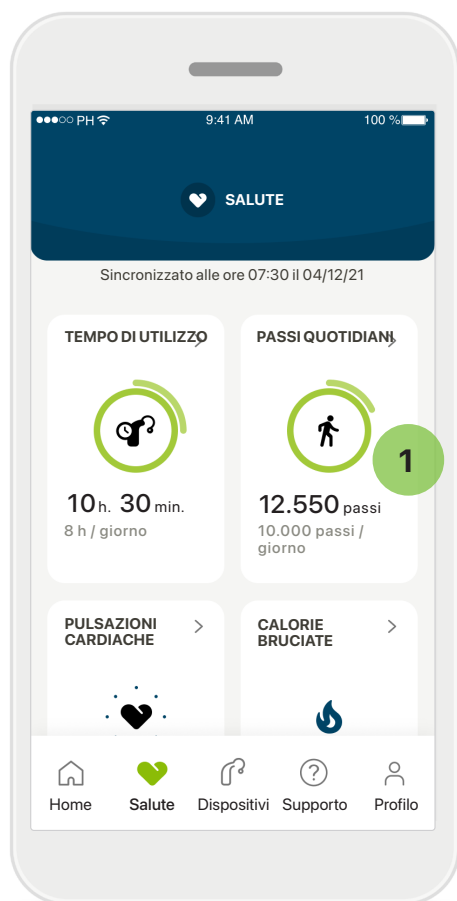 PH 9:41 AM 100 %
SALUTE
Sincronizzato alle ore 07:30 il 04/12/21
TEMPO DI UTILIZZO
PASSI QUOTIDIANI
1
10 h. 30 min.
8 h / giorno
12.550 passi
10.000 passi /
giorno
PULSAZIONI
CARDIACHE
CALORIE
BRUCIATE
Home Salute Dispositivi Supporto Profilo